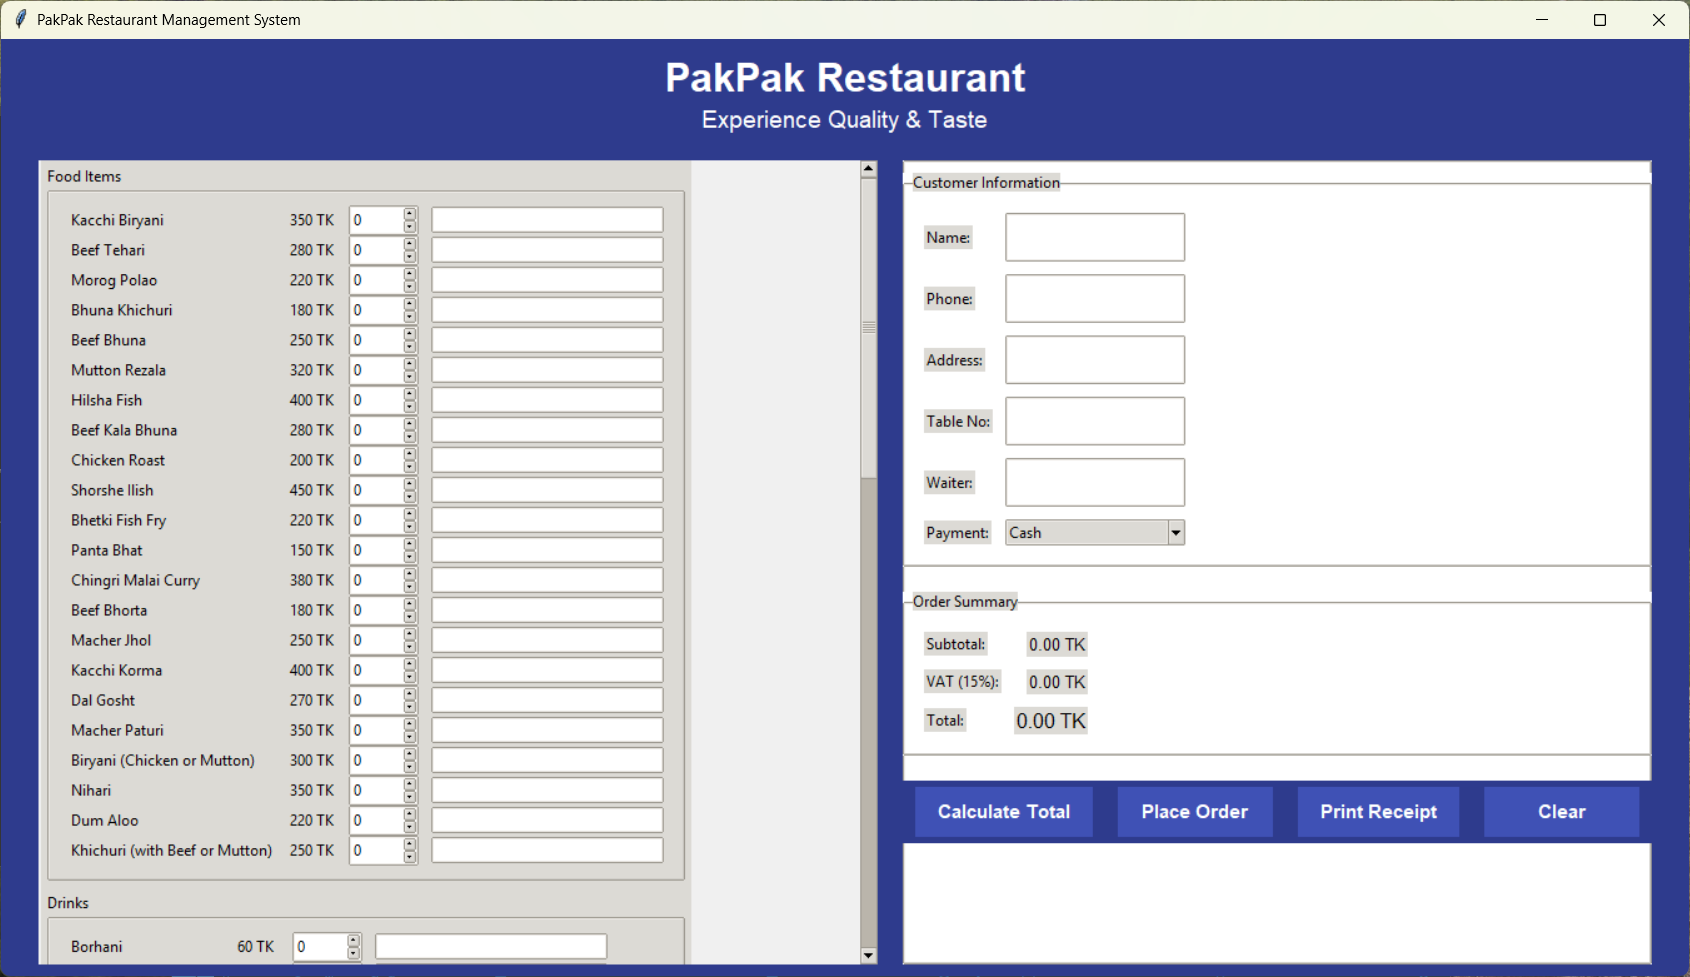 PakPak Restaurant Management System
PakPak Restaurant
Experience Quality & Taste
Food Items
Kacchi Biryani 350 TK 0
Beef Tehari 280 TK 0
Morog Polao 220 TK 0
Bhuna Khichuri 180 TK 0
Beef Bhuna 250 TK 0
Mutton Rezala 320 TK 0
Hilsha Fish 400 TK 0
Beef Kala Bhuna 280 TK 0
Chicken Roast 200 TK 0
Shorshe Ilish 450 TK 0
Bhetki Fish Fry 220 TK 0
Panta Bhat 150 TK 0
Chingri Malai Curry 380 TK 0
Beef Bhorta 180 TK 0
Macher Jhol 250 TK 0
Kacchi Korma 400 TK 0
Dal Gosht 270 TK 0
Macher Paturi 350 TK 0
Biryani (Chicken or Mutton) 300 TK 0
Nihari 350 TK 0
Dum Aloo 220 TK 0
Khichuri (with Beef or Mutton) 250 TK 0
Drinks
Borhani 60 TK 0
Customer Information
Name:
Phone:
Address:
Table No:
Waiter:
Payment: Cash
Order Summary
Subtotal: 0.00 TK
VAT (15%): 0.00 TK
Total: 0.00 TK
Calculate Total Place Order Print Receipt Clear